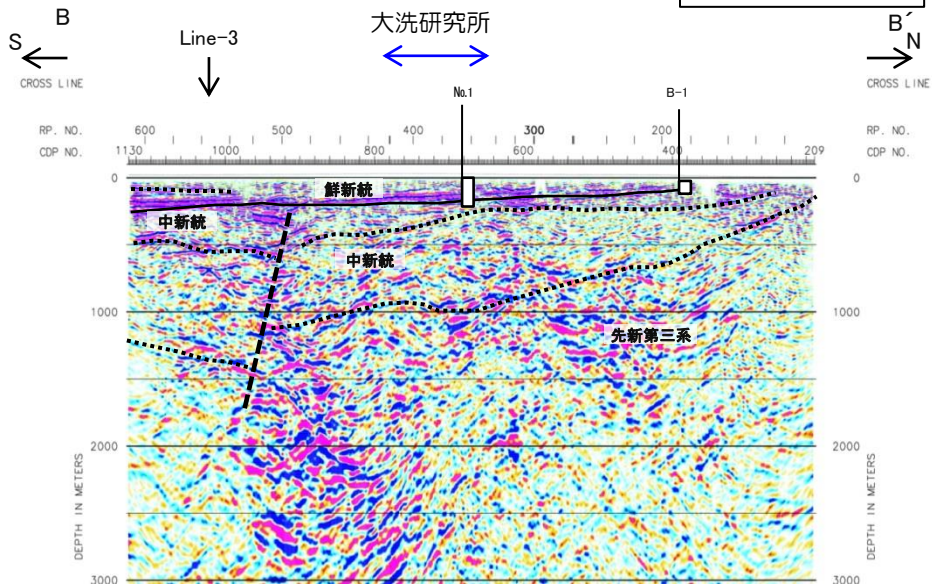 B
B´
大洗研究所
S
N
Line-3
CROSS LINE
CROSS LINE
No.1
B-1
RP. NO. 600 500 400 300 200 RP. NO.
CDP NO. 1130 1000 800 600 400 209 CDP NO.
0 0
鮮新統
中新統
中新統
1000 1000
先新第三系
2000 2000
DEPTH IN METERS
DEPTH IN METERS
3000 3000